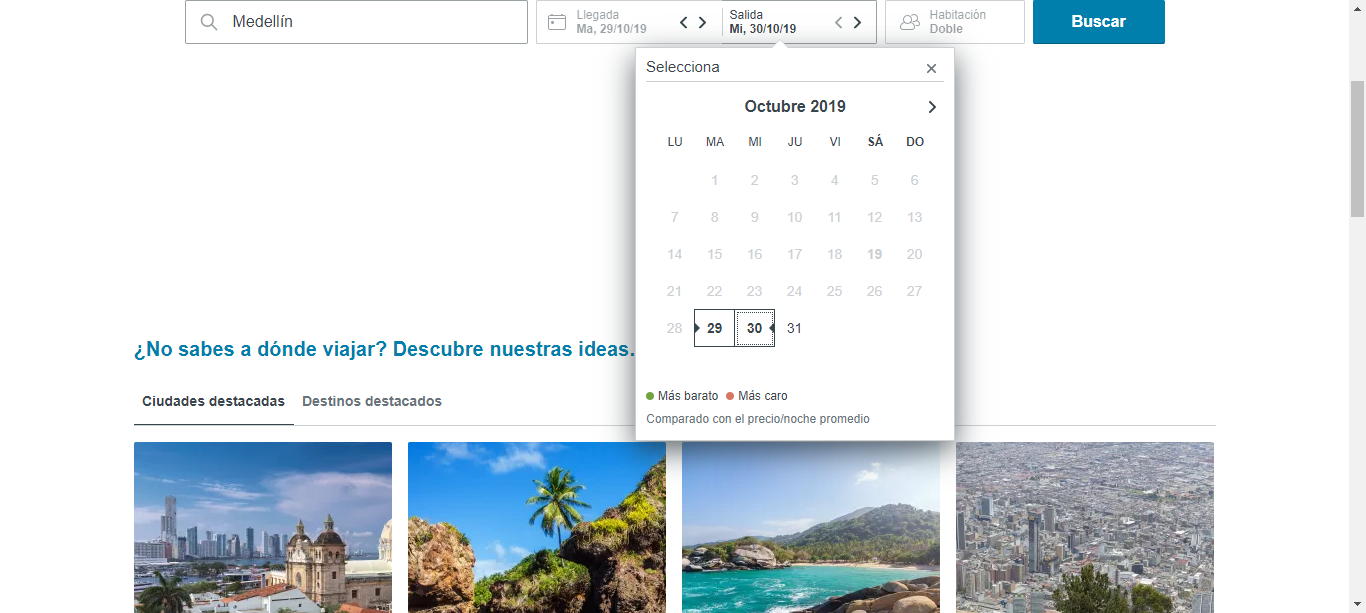 Medellín
Llegada
Ma, 29/10/19
Salida
Mi, 30/10/19
Habitación
Doble
Buscar
Selecciona
Octubre 2019
LU MA MI JU VI SÁ DO
1 2 3 4 5 6
7 8 9 10 11 12 13
14 15 16 17 18 19 20
21 22 23 24 25 26 27
28 29 30 31
Más barato Más caro
Comparado con el precio/noche promedio
¿No sabes a dónde viajar? Descubre nuestras ideas.
Ciudades destacadas Destinos destacados